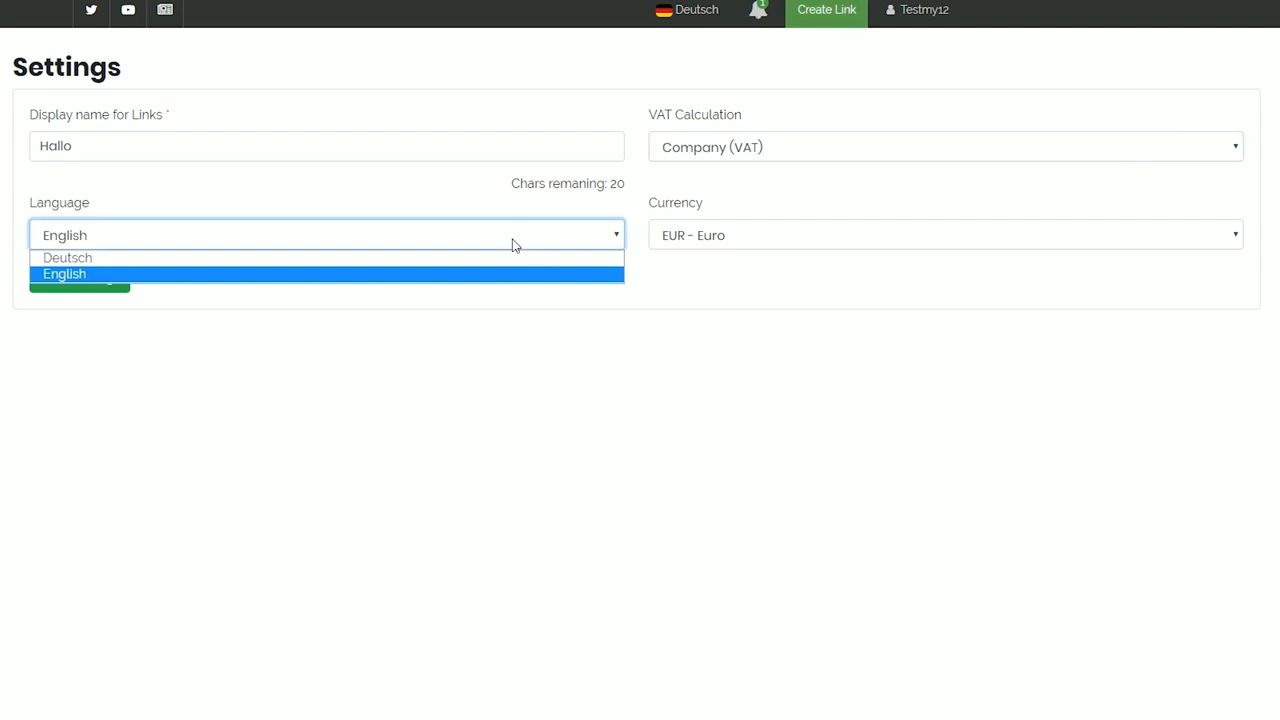 Deutsch
1
Create Link
Testmy12
Settings
Display name for Links *
VAT Calculation
Hallo
Company (VAT)
Chars remaning: 20
Language
Currency
English
EUR - Euro
Deutsch
English